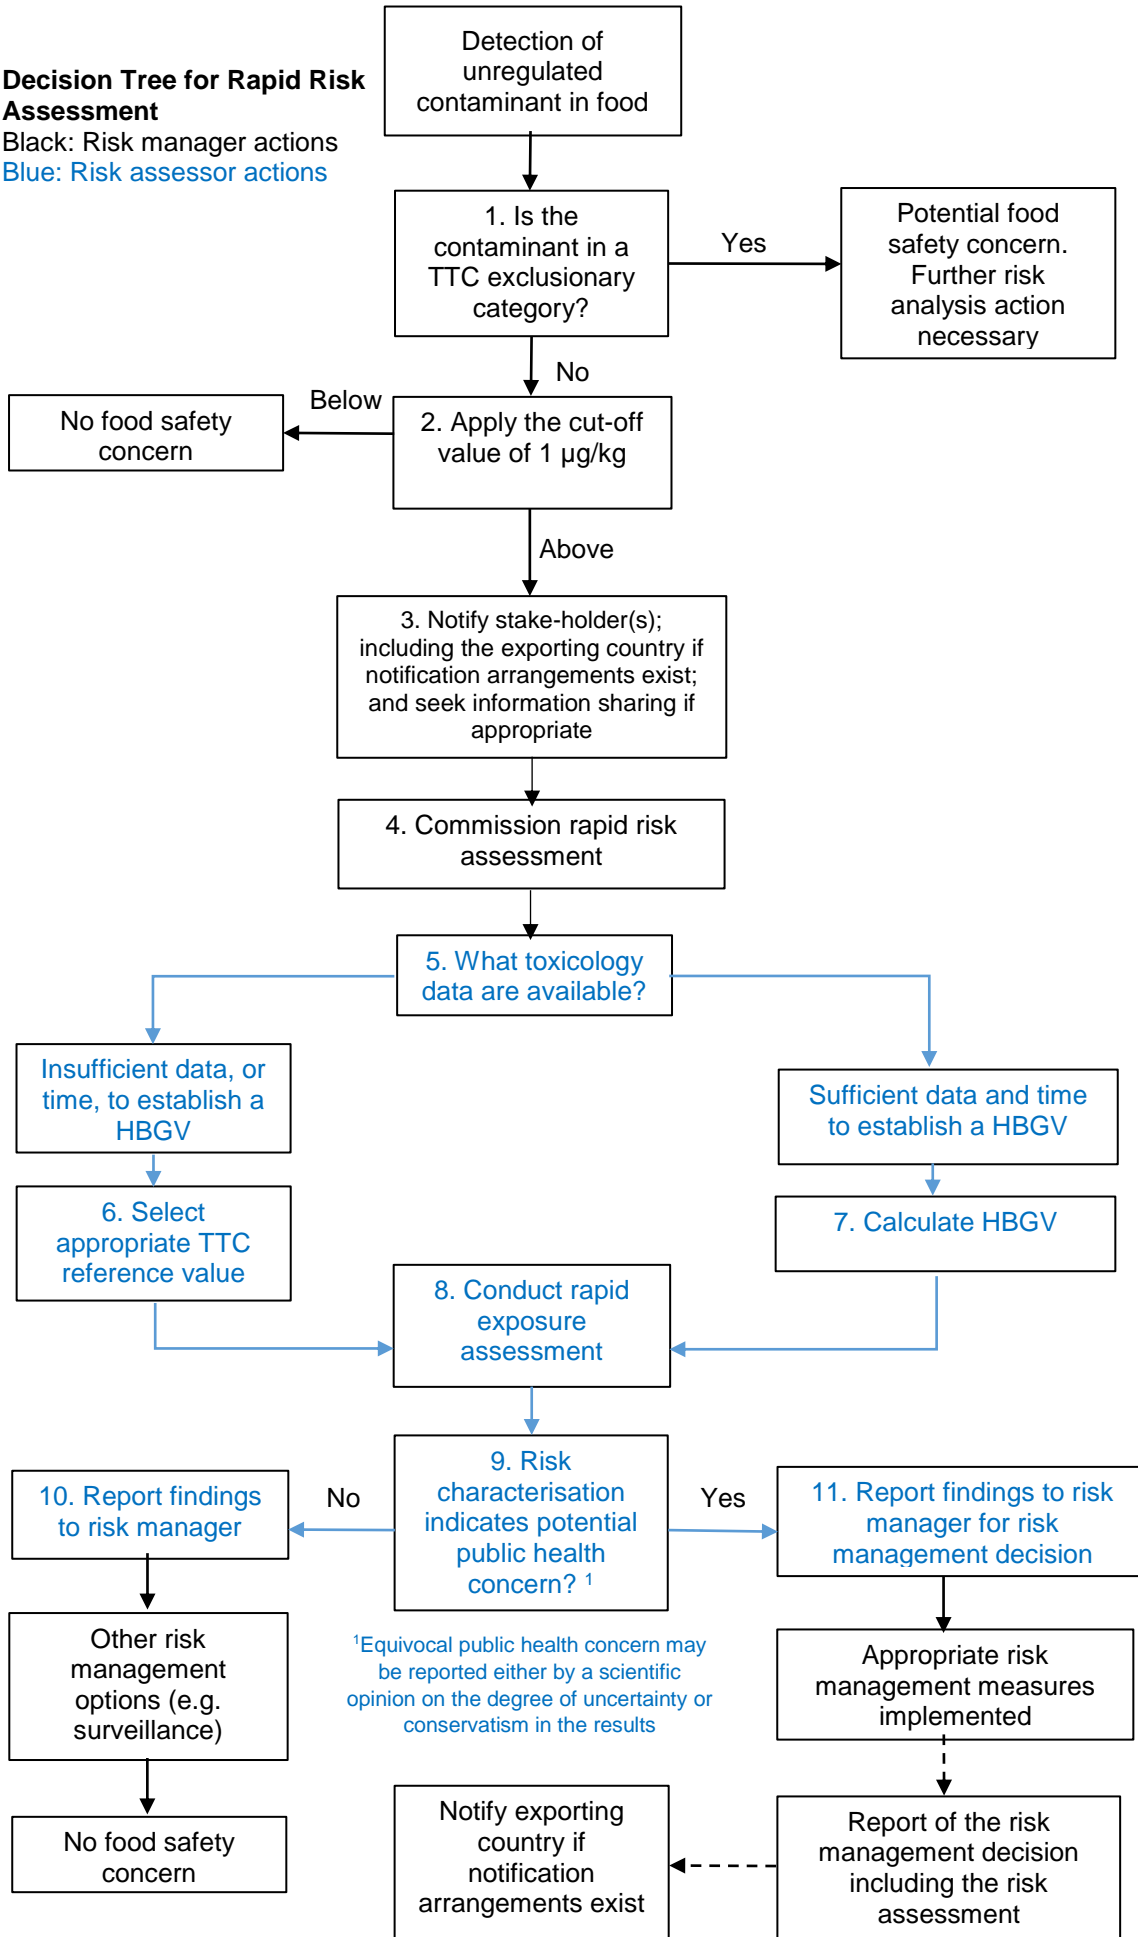 Decision Tree for Rapid Risk
Assessment
Black: Risk manager actions
Blue: Risk assessor actions
Detection of
unregulated
contaminant in food
1. Is the
contaminant in a
TTC exclusionary
category?
Yes
Potential food
safety concern.
Further risk
analysis action
necessary
No
Below
No food safety
concern
2. Apply the cut-off
value of 1 µg/kg
Above
3. Notify stake-holder(s);
including the exporting country if
notification arrangements exist;
and seek information sharing if
appropriate
4. Commission rapid risk
assessment
5. What toxicology
data are available?
Insufficient data, or
time, to establish a
HBGV
Sufficient data and time
to establish a HBGV
6. Select
appropriate TTC
reference value
7. Calculate HBGV
8. Conduct rapid
exposure
assessment
9. Risk
characterisation
indicates potential
public health
concern? 1
No
Yes
10. Report findings
to risk manager
11. Report findings to risk
manager for risk
management decision
Other risk
management
options (e.g.
surveillance)
1Equivocal public health concern may
be reported either by a scientific
opinion on the degree of uncertainty or
conservatism in the results
Appropriate risk
management measures
implemented
No food safety
concern
Notify exporting
country if
notification
arrangements exist
Report of the risk
management decision
including the risk
assessment